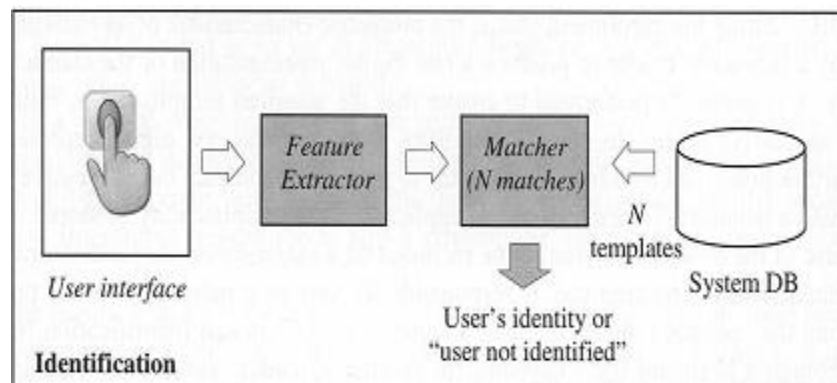 Feature
Extractor
Matcher
(N matches)
N
templates
User interface
System DB
User's identity or
"user not identified"
Identification